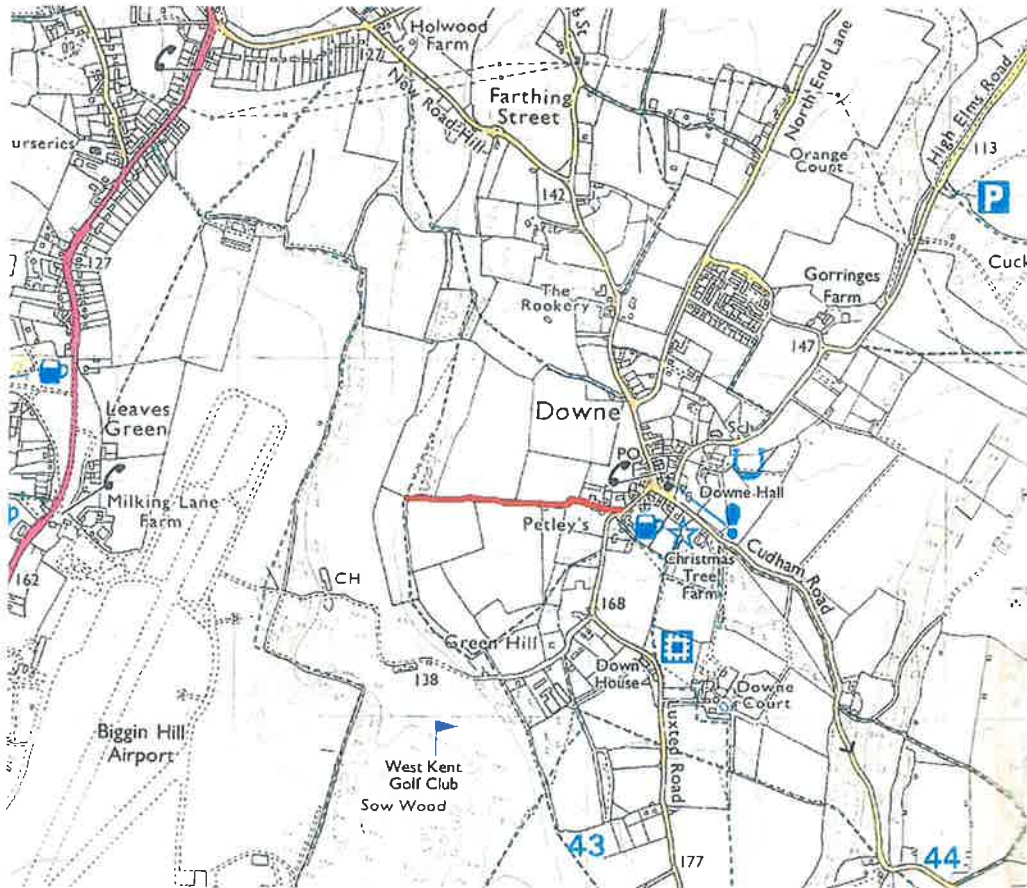 Holwood
Farm
127
New Road Hill
Farthing
Street
North End Lane
High Elms Road
113
P
urseries
Orange
Court
142
127
Cuck
Gorringes
Farm
The
Rookery
147
Leaves
Green
Downe
Sch
PO
Milking Lane
Farm
Downe Hall
Petley's
Christmas
Tree
Farm
Cudham Road
162
CH
168
Green Hill
138
Down
House
Downe
Court
Biggin Hill
Airport
Luxted Road
West Kent
Golf Club
Sow Wood
43
177
44